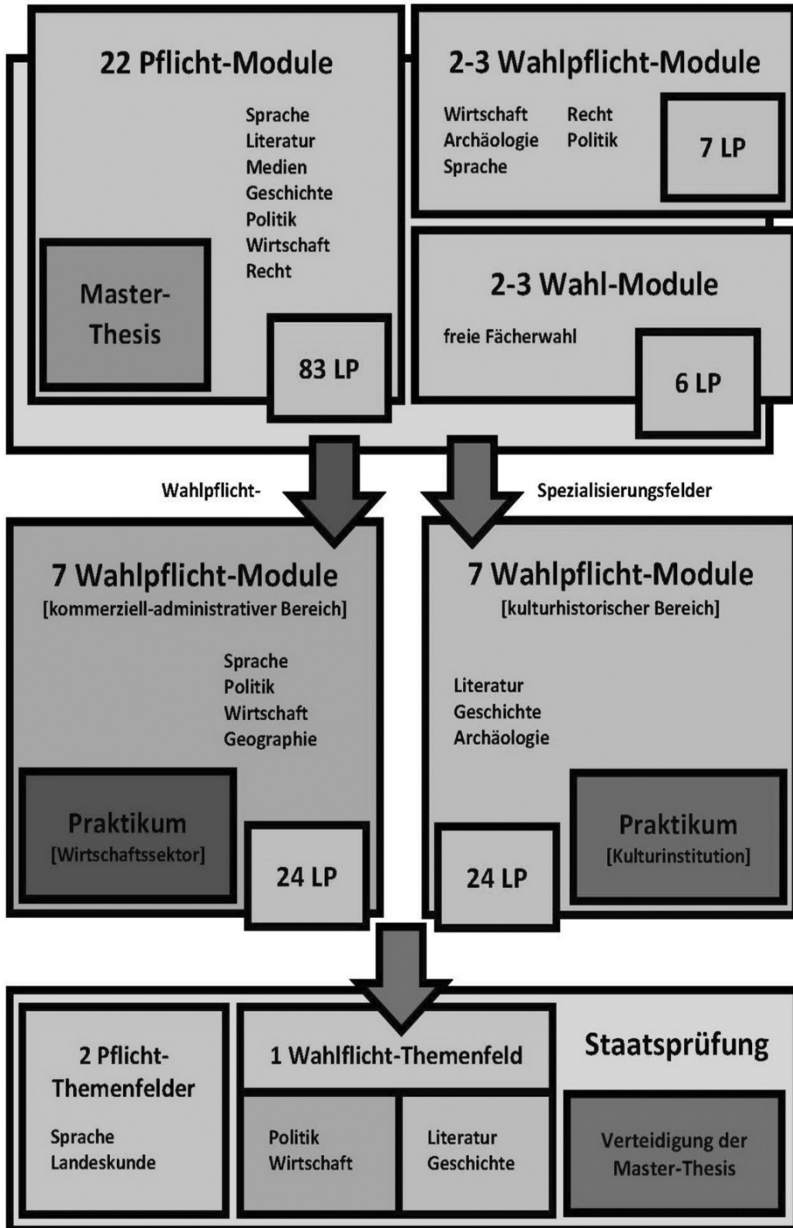 22 Pflicht-Module
Sprache
Literatur
Medien
Geschichte
Politik
Wirtschaft
Recht
Master-
Thesis
83 LP
2-3 Wahlpflicht-Module
Wirtschaft Recht
Archäologie Politik
Sprache
7 LP
2-3 Wahl-Module
freie Fächerwahl
6 LP
Wahlpflicht- Spezialisierungsfelder
7 Wahlpflicht-Module
[kommerziell-administrativer Bereich]
Sprache
Politik
Wirtschaft
Geographie
Praktikum
[Wirtschaftssektor]
24 LP
7 Wahlpflicht-Module
[kulturhistorischer Bereich]
Literatur
Geschichte
Archäologie
24 LP
Praktikum
[Kulturinstitution]
2 Pflicht-
Themenfelder
Sprache
Landeskunde
1 Wahlflicht-Themenfeld
Politik
Wirtschaft
Literatur
Geschichte
Staatsprüfung
Verteidigung der
Master-Thesis